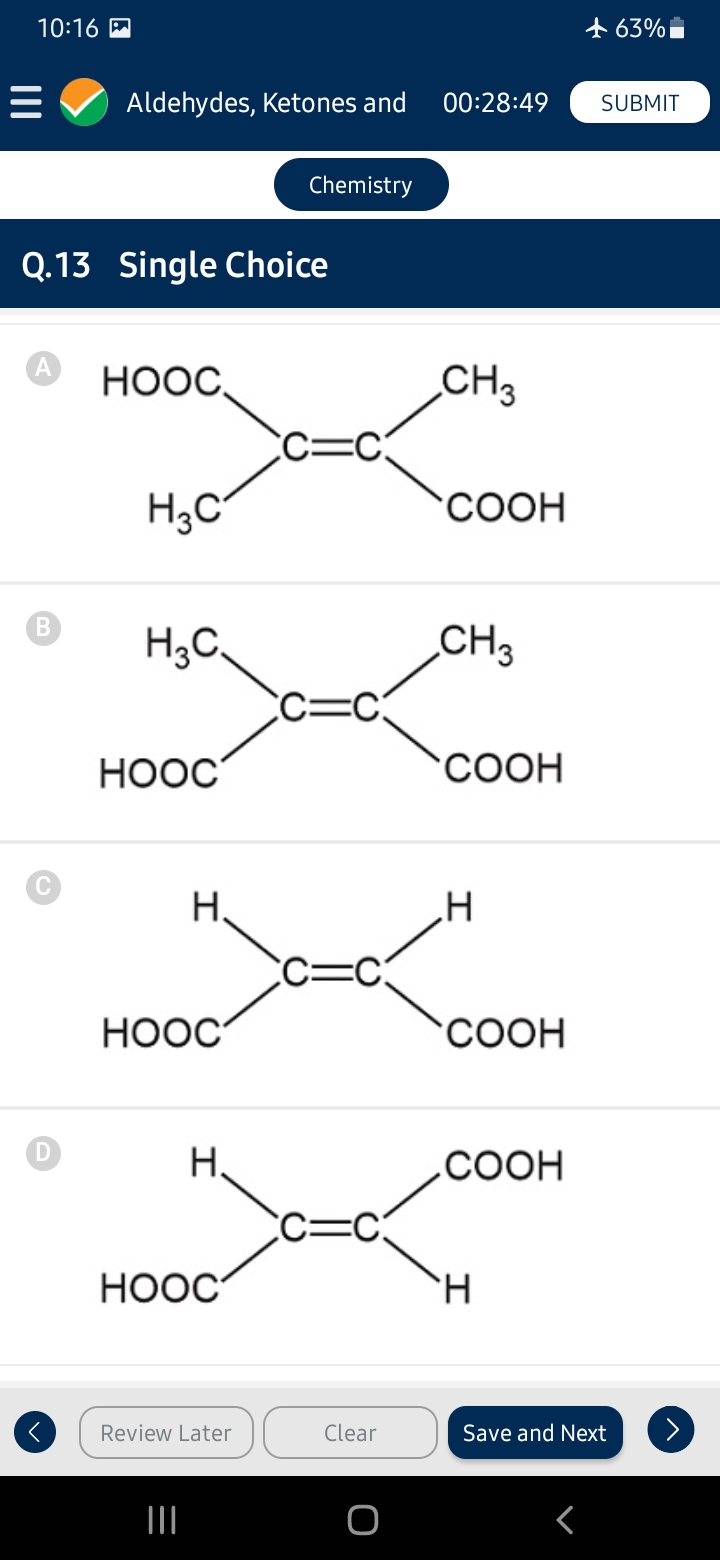 10:16 63%
Aldehydes, Ketones and 00:28:49 SUBMIT
Chemistry
Q.13 Single Choice
A
HOOC CH3
C=C
H3C COOH
B
H3C CH3
C=C
HOOC COOH
C
H H
C=C
HOOC COOH
D
H COOH
C=C
HOOC H
Review Later Clear Save and Next